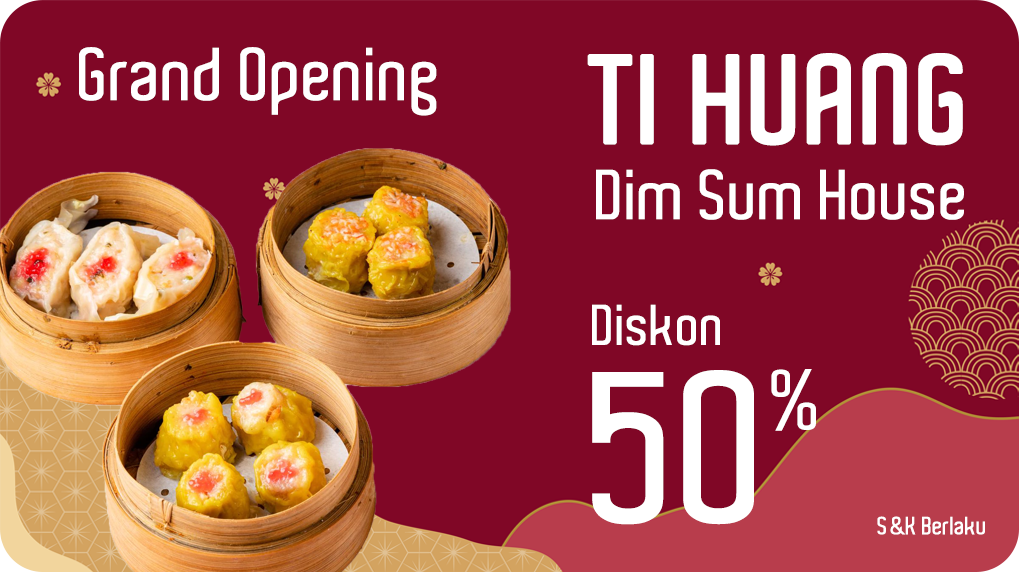 Grand Opening
TI HUANG
Dim Sum House
Diskon
50%
S&K Berlaku